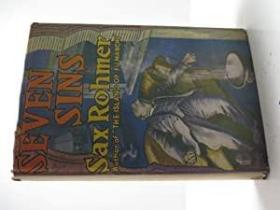 SEVEN
SINS
Sax Rohmer
Author of "THE ISLAND OF FU MANCHU"